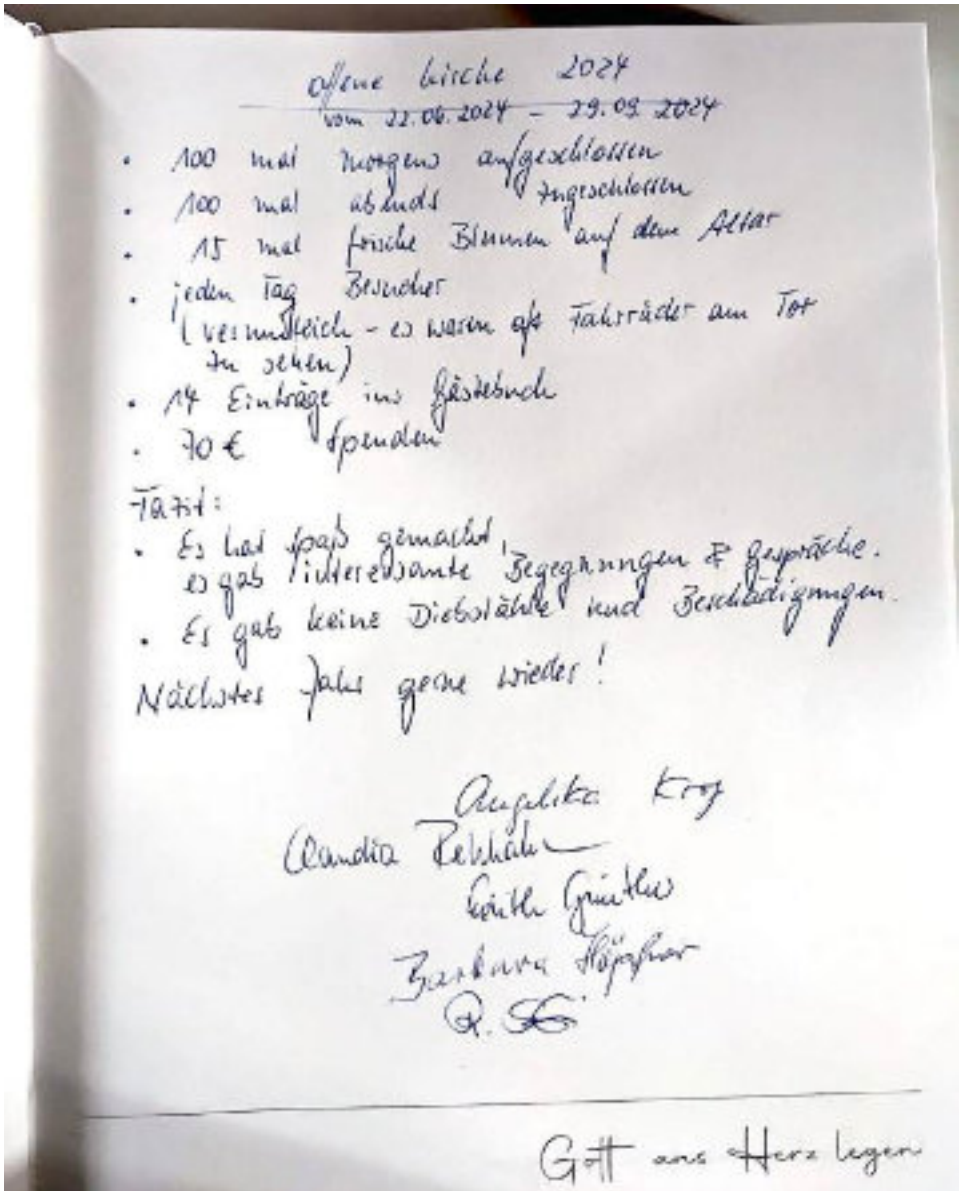 offene Kirche 2024
vom 22.06.2024 - 29.09.2024
• 100 mal morgens aufgeschlossen
• 100 mal abends zugeschlossen
• 15 mal frische Blumen auf dem Altar
• jeden Tag Besucher
(vermutlich - es waren oft Fahrräder am Tor
zu sehen)
• 14 Einträge ins Gästebuch
• 70 € Spenden
Fazit:
• Es hat Spaß gemacht,
es gab interessante Begegnungen & Gespräche.
• Es gab keine Diebstähle und Beschädigungen.
Nächstes Jahr gerne wieder!
Angelika
Claudia Rebhahn
Günther
Barbara Höpfner
R.
Gott ans Herz legen